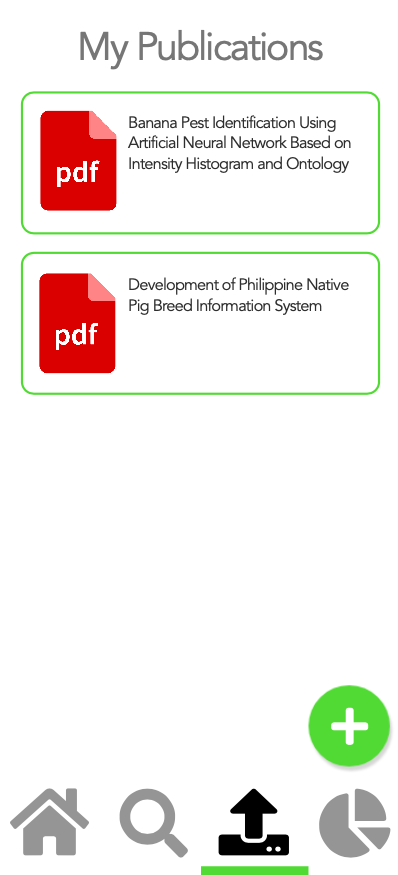 My Publications
pdf
Banana Pest Identification Using
Artificial Neural Network Based on
Intensity Histogram and Ontology
pdf
Development of Philippine Native
Pig Breed Information System